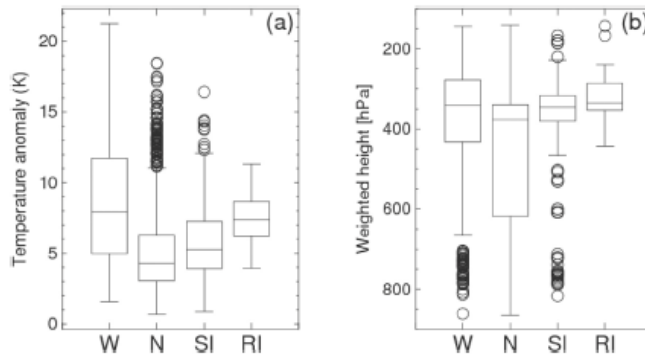 (a)
Temperature anomaly (K)
20
15
10
5
0
W N SI RI
(b)
Weighted height [hPa]
200
400
600
800
W N SI RI